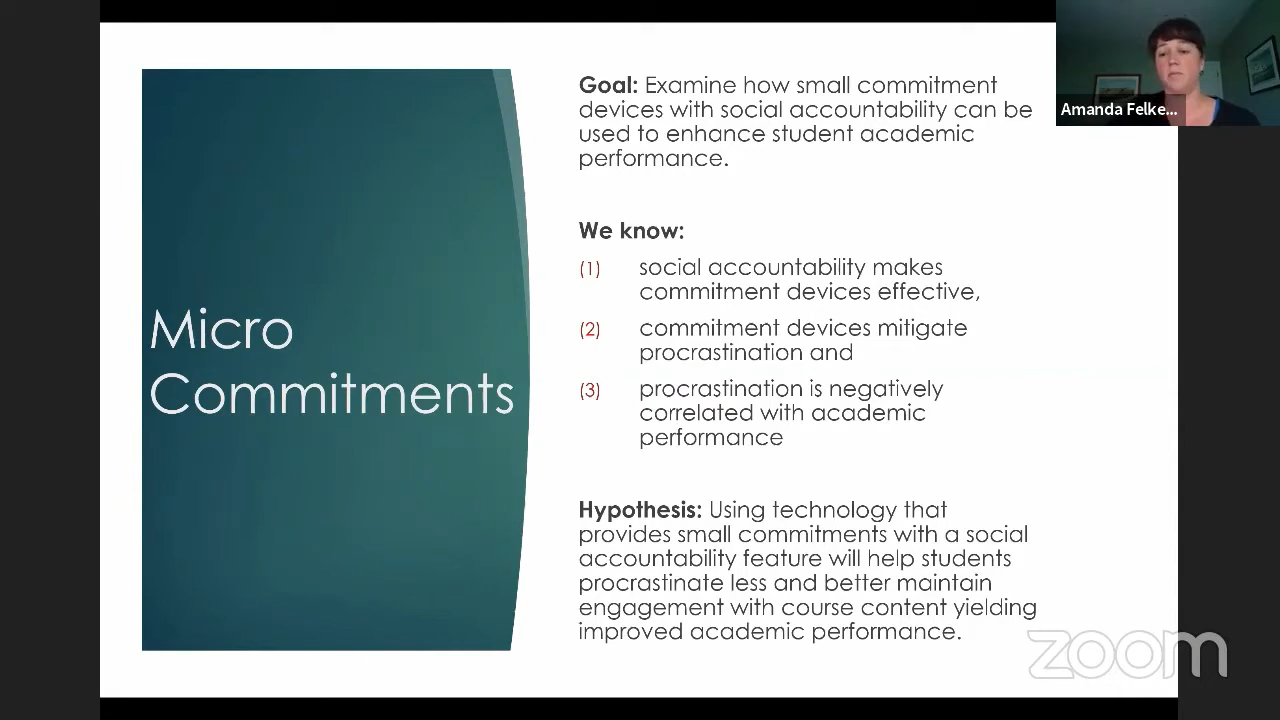 Micro
Commitments
Goal: Examine how small commitment
devices with social accountability can be
used to enhance student academic
performance.
We know:
(1) social accountability makes
commitment devices effective,
(2) commitment devices mitigate
procrastination and
(3) procrastination is negatively
correlated with academic
performance
Hypothesis: Using technology that
provides small commitments with a social
accountability feature will help students
procrastinate less and better maintain
engagement with course content yielding
improved academic performance.
Amanda Felke...
zoom